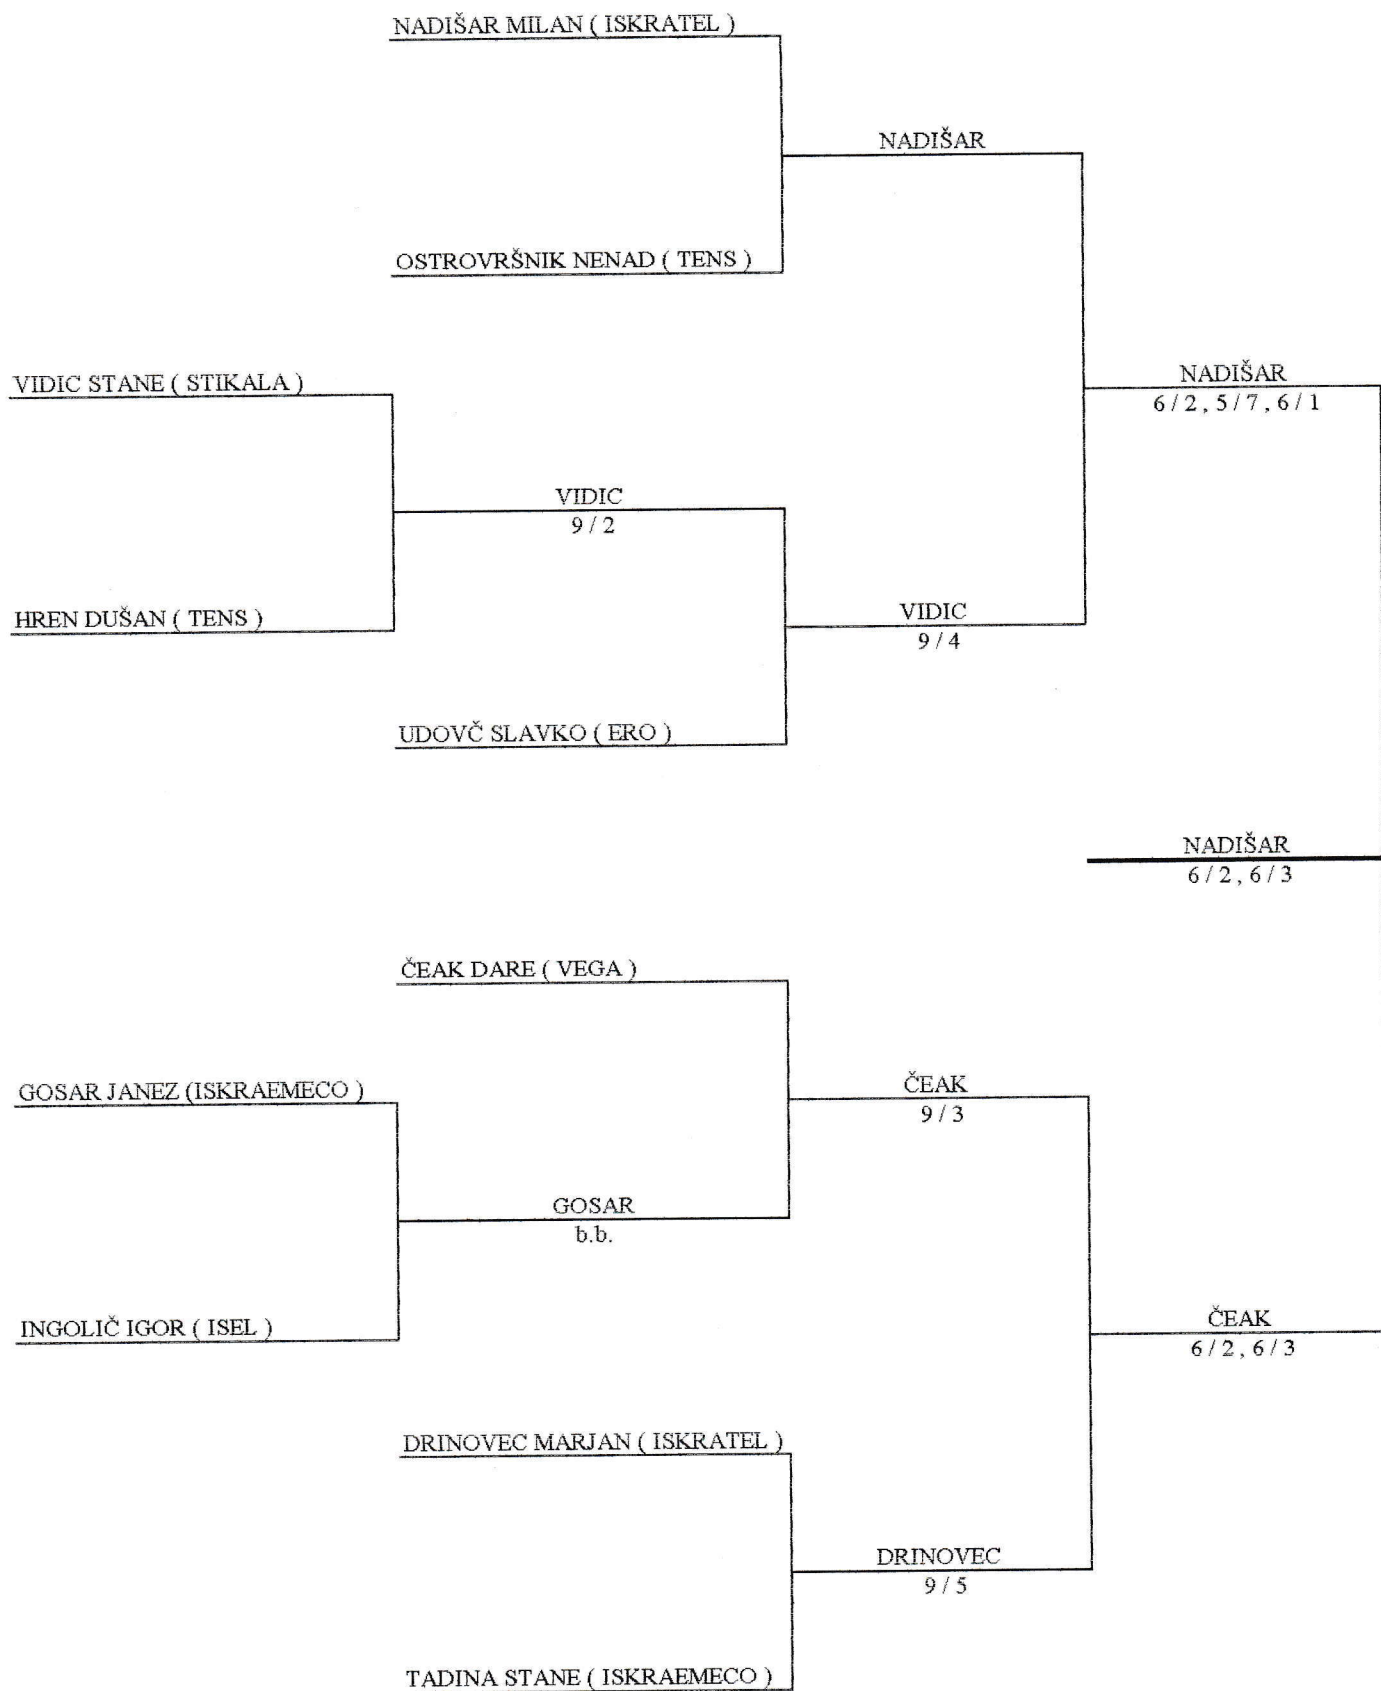 NADIŠAR MILAN ( ISKRATEL )
NADIŠAR
OSTROVRŠNIK NENAD ( TENS )
VIDIC STANE ( STIKALA )
NADIŠAR
6 / 2 , 5 / 7 , 6 / 1
VIDIC
9 / 2
HREN DUŠAN ( TENS )
VIDIC
9 / 4
UDOVČ SLAVKO ( ERO )
NADIŠAR
6 / 2 , 6 / 3
ČEAK DARE ( VEGA )
GOSAR JANEZ (ISKRAEMECO )
ČEAK
9 / 3
GOSAR
b.b.
INGOLIČ IGOR ( ISEL )
ČEAK
6 / 2 , 6 / 3
DRINOVEC MARJAN ( ISKRATEL )
DRINOVEC
9 / 5
TADINA STANE ( ISKRAEMECO )